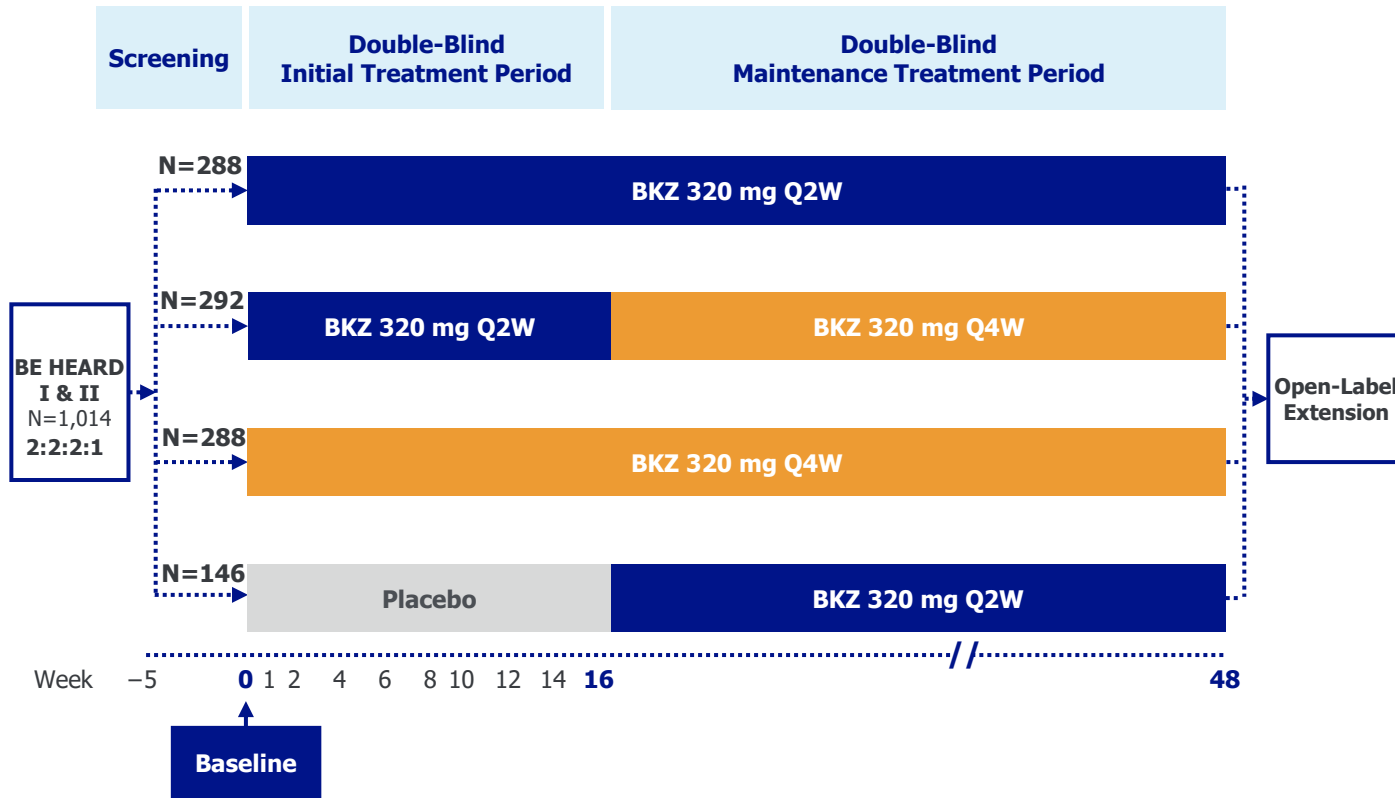 Screening
Double-Blind
Initial Treatment Period
Double-Blind
Maintenance Treatment Period
N=288
BKZ 320 mg Q2W
N=292
BKZ 320 mg Q2W
BKZ 320 mg Q4W
BE HEARD
I & II
N=1,014
2:2:2:1
Open-Label
Extension
N=288
BKZ 320 mg Q4W
N=146
Placebo
BKZ 320 mg Q2W
//
Week −5 0 1 2 4 6 8 10 12 14 16 48
Baseline